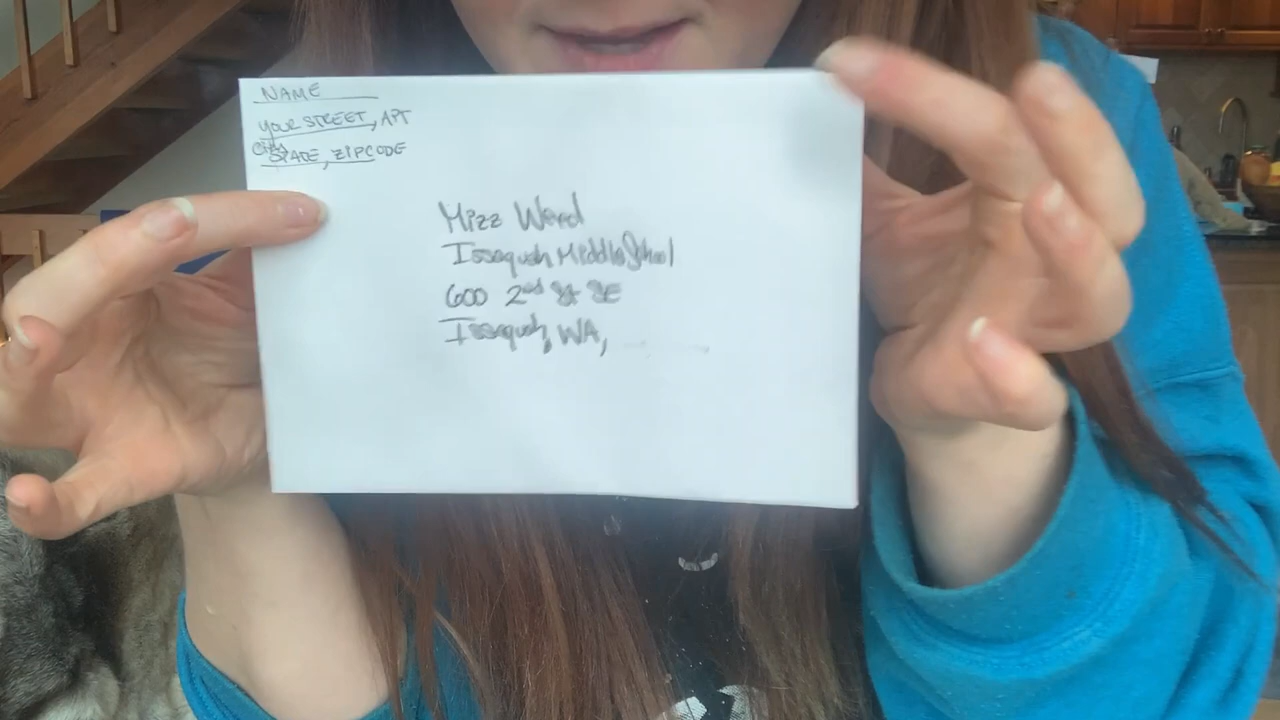 NAME
YOUR STREET, APT
City STATE, ZIPCODE
Mizz Ward
Issaquah Middle School
600 2nd St SE
Issaquah, WA,